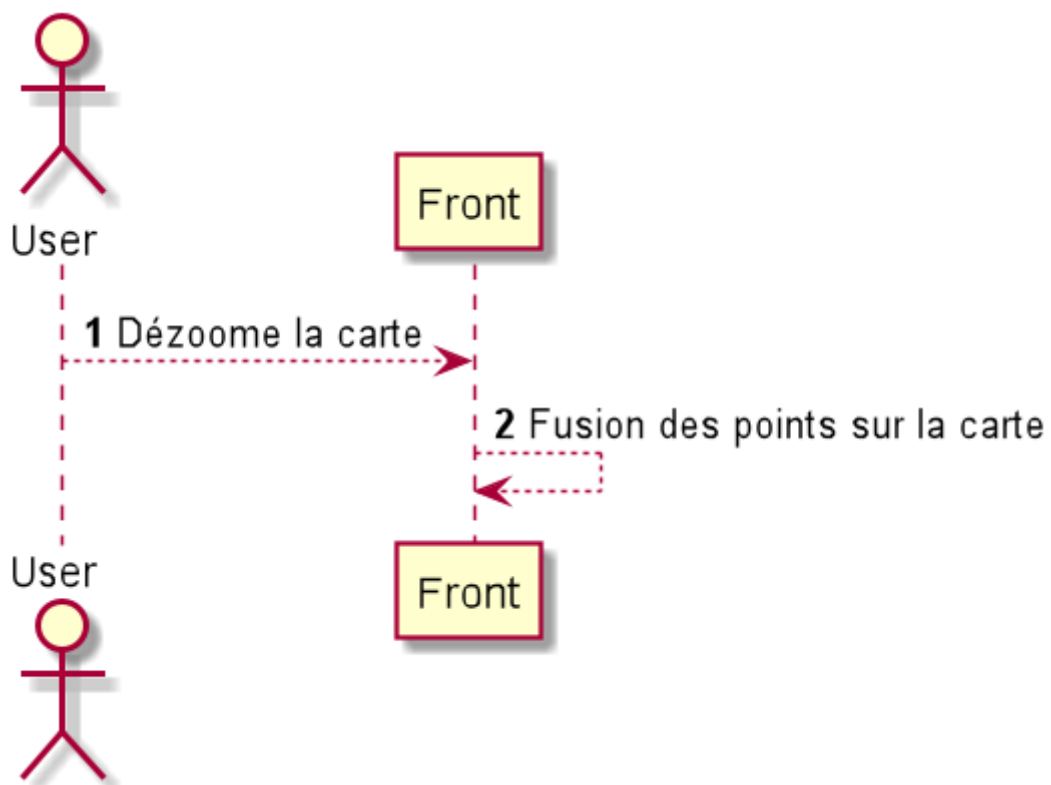 User
Front
1 Dézoome la carte
2 Fusion des points sur la carte
User
Front